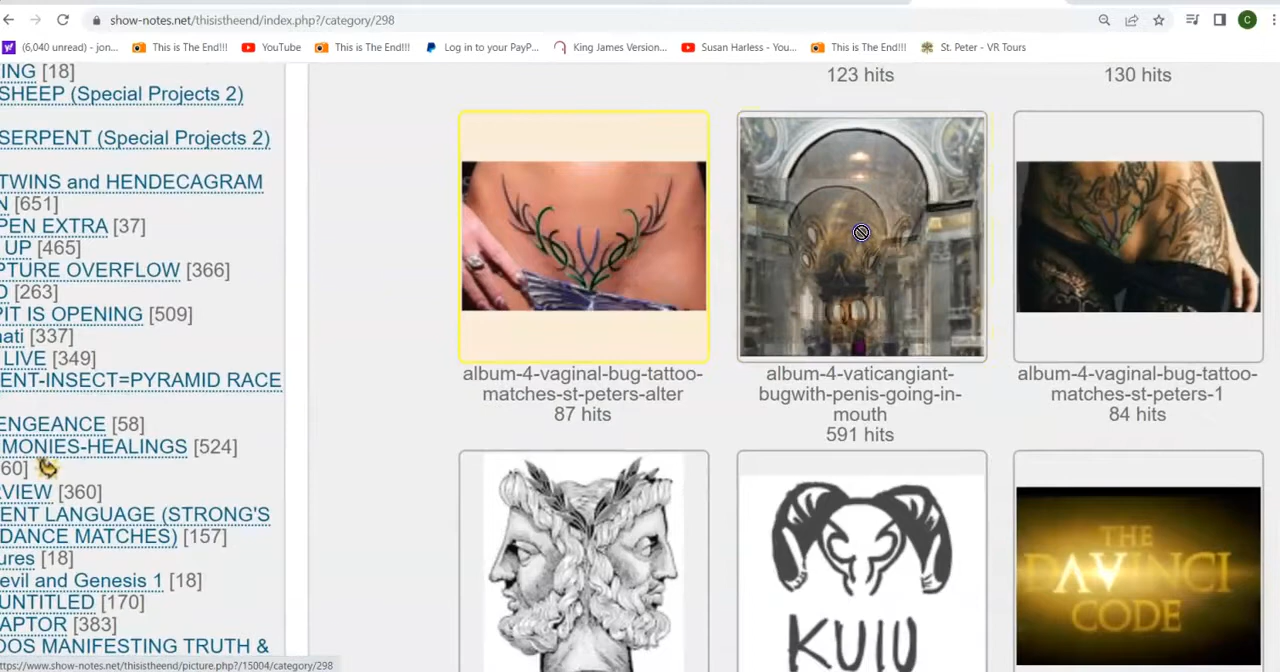 show-notes.net/thisistheend/index.php?/category/298
C
(6,040 unread) - jon... This is The End!!! YouTube This is The End!!! Log in to your PayP... King James Version... Susan Harless - You... This is The End!!! St. Peter - VR Tours
ING [18]
SHEEP (Special Projects 2)
SERPENT (Special Projects 2)
TWINS and HENDECAGRAM
N [651]
PEN EXTRA [37]
UP [465]
PTURE OVERFLOW [366]
D [263]
PIT IS OPENING [509]
nati [337]
LIVE [349]
ENT-INSECT=PYRAMID RACE
ENGEANCE [58]
MONIES-HEALINGS [524]
60]
RVIEW [360]
ENT LANGUAGE (STRONG'S
DANCE MATCHES) [157]
ures [18]
evil and Genesis 1 [18]
UNTITLED [170]
APTOR [383]
DOS MANIFESTING TRUTH &
https://www.show-notes.net/thisistheend/picture.php?/15004/category/298
123 hits
130 hits
album-4-vaginal-bug-tattoo-
matches-st-peters-alter
87 hits
album-4-vaticangiant-
bugwith-penis-going-in-
mouth
591 hits
album-4-vaginal-bug-tattoo-
matches-st-peters-1
84 hits
KUIU
THE
DAVINCI
CODE